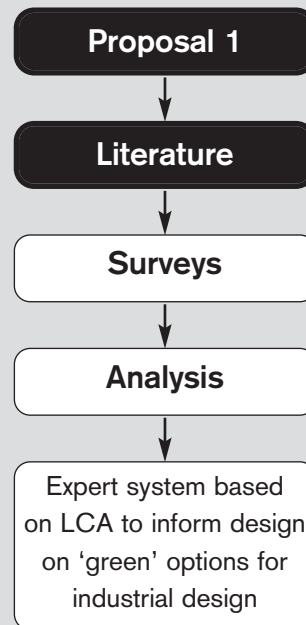 Proposal 1
Literature
Surveys
Analysis
Expert system based
on LCA to inform design
on ‘green’ options for
industrial design